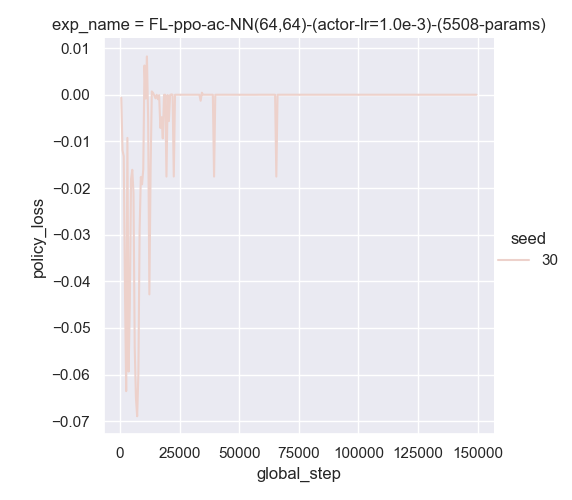 exp_name = FL-ppo-ac-NN(64,64)-(actor-lr=1.0e-3)-(5508-params)
0.01
0.00
−0.01
−0.02
−0.03
−0.04
−0.05
−0.06
−0.07
policy_loss
0 25000 50000 75000 100000 125000 150000
global_step
seed
30